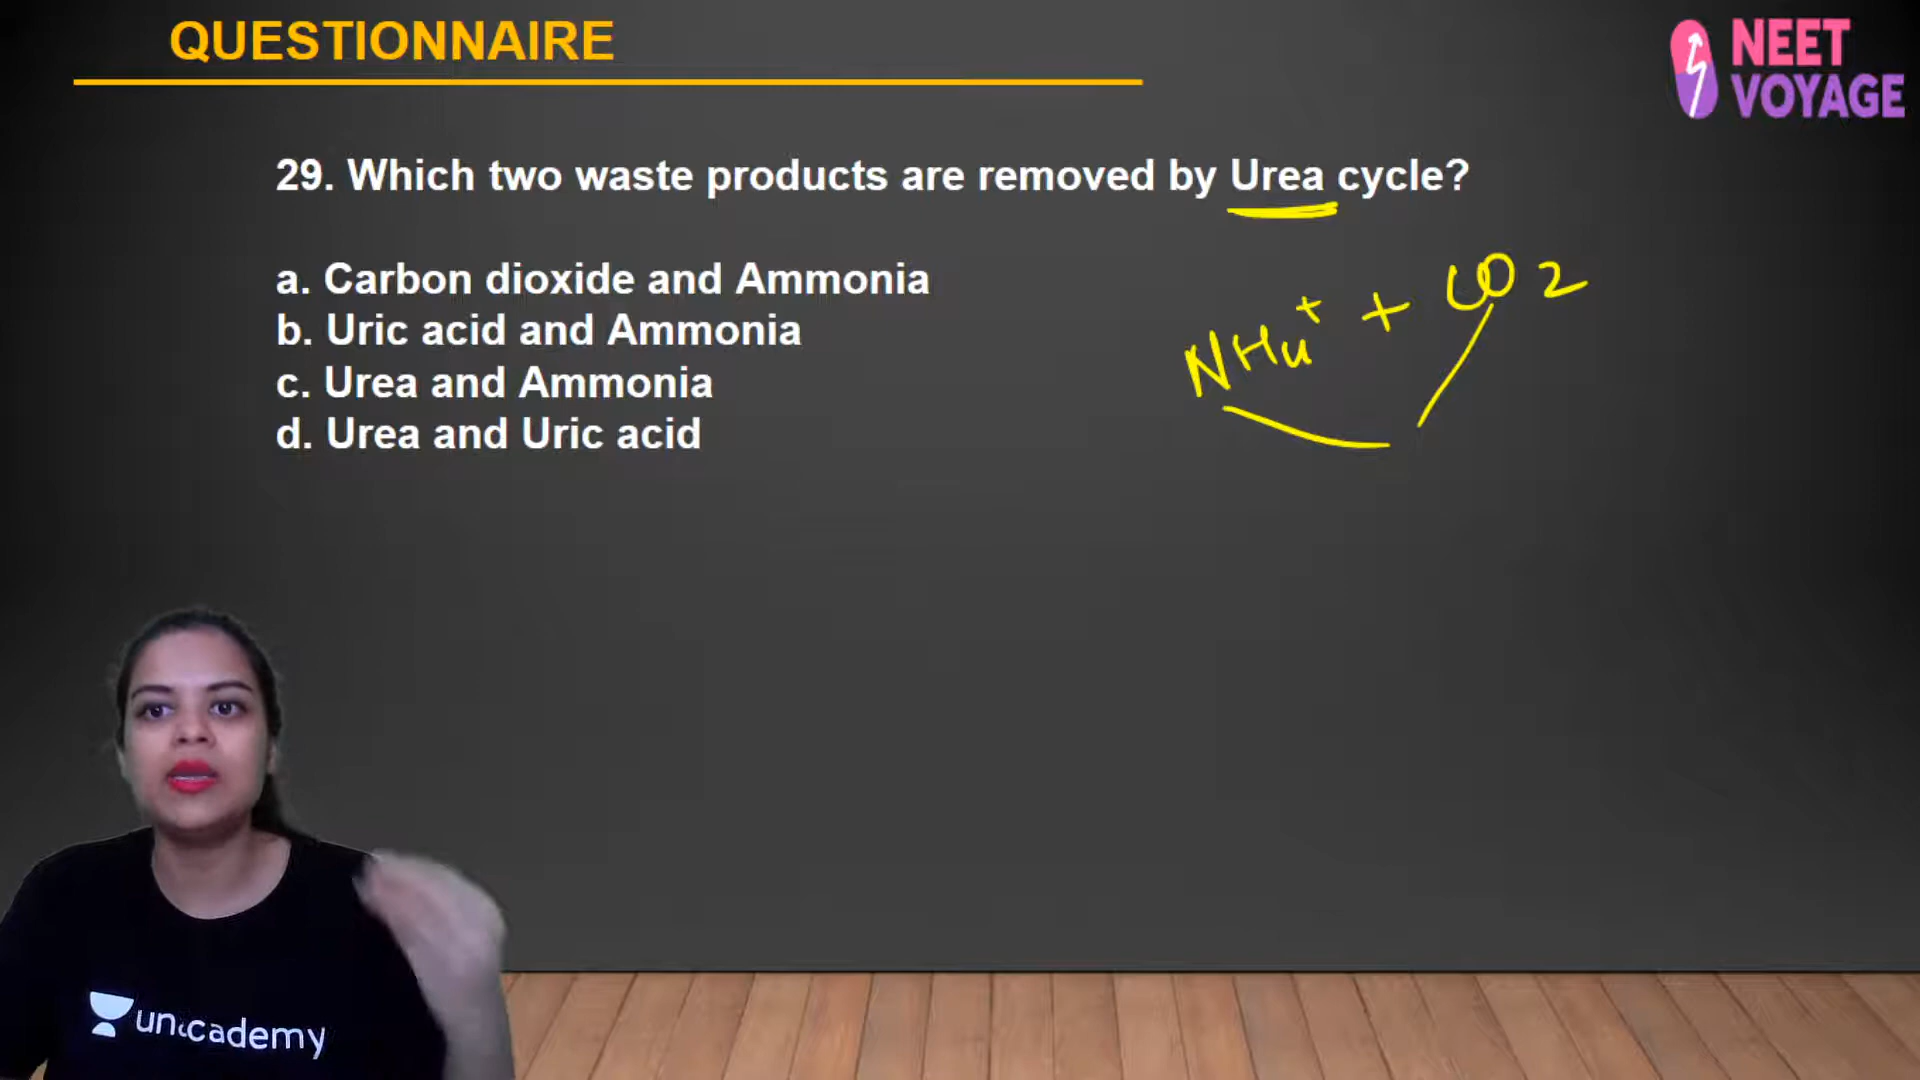 QUESTIONNAIRE
NEET
VOYAGE
29. Which two waste products are removed by Urea cycle?
a. Carbon dioxide and Ammonia
b. Uric acid and Ammonia
c. Urea and Ammonia
d. Urea and Uric acid
NH4+ + CO2
unacademy